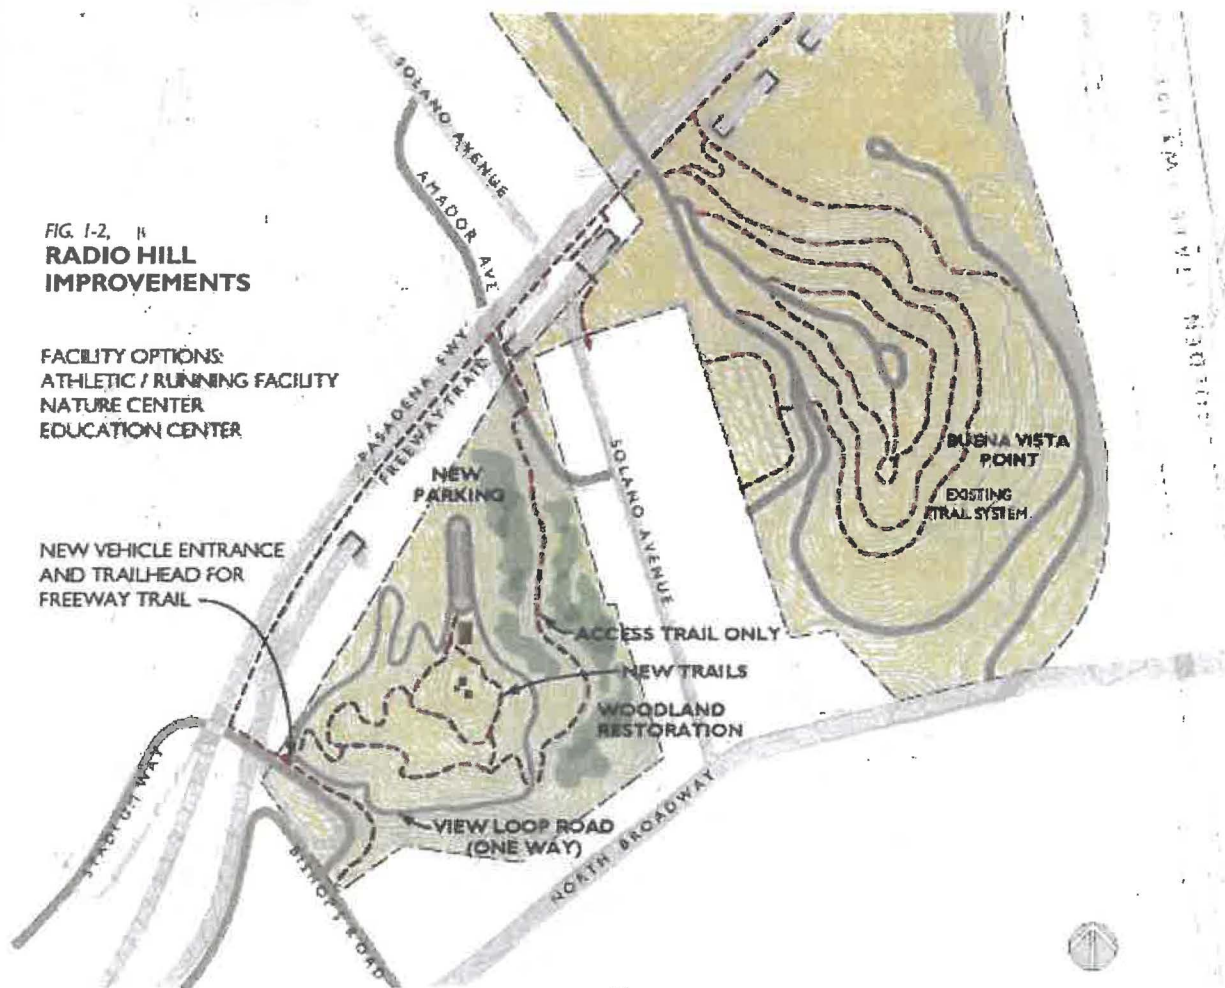 FIG. 1-2,
RADIO HILL
IMPROVEMENTS
FACILITY OPTIONS:
ATHLETIC / RUNNING FACILITY
NATURE CENTER
EDUCATION CENTER
SOLANO AVENUE
AMADOR AVE
PASADENA FWY
FREEWAY TRAIL
NEW
PARKING
SOLANO AVENUE
BUENA VISTA
POINT
EXISTING
TRAIL SYSTEM
NEW VEHICLE ENTRANCE
AND TRAILHEAD FOR
FREEWAY TRAIL
ACCESS TRAIL ONLY
NEW TRAILS
WOODLAND
RESTORATION
VIEW LOOP ROAD
(ONE WAY)
NORTH BROADWAY
WAY
ROAD